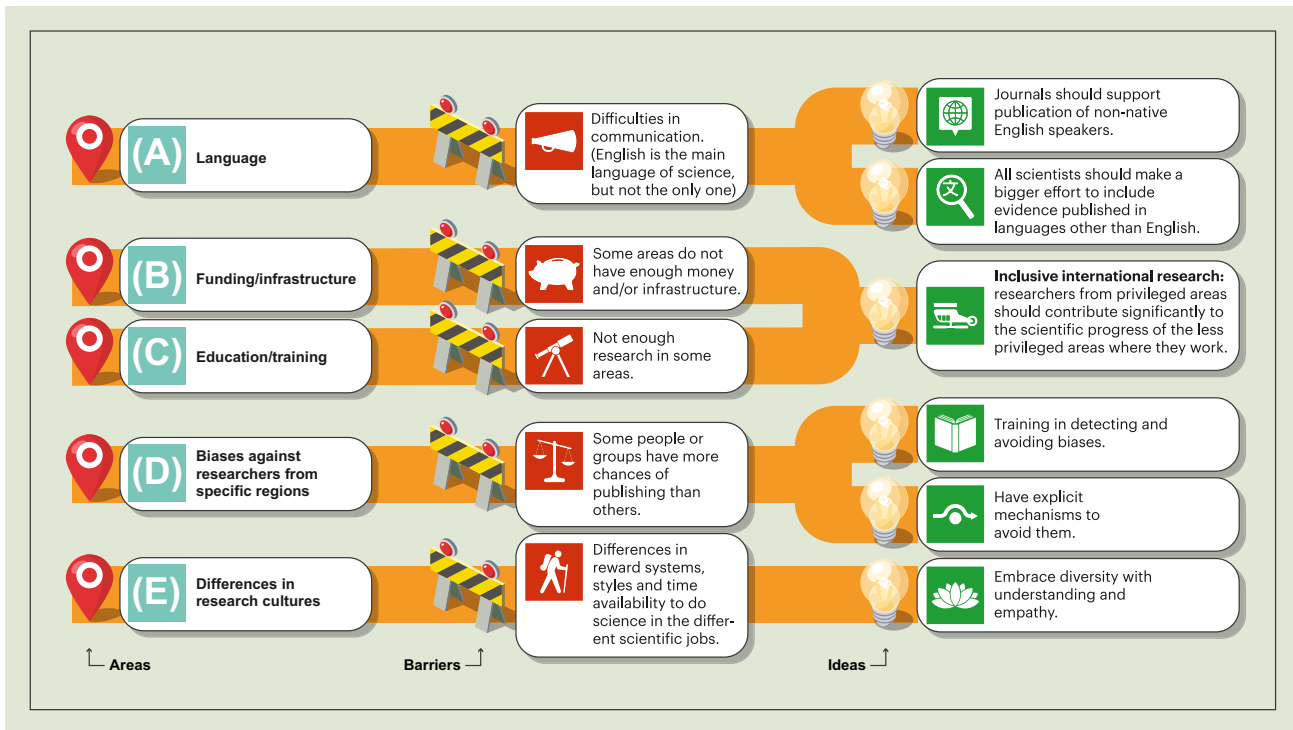 (A)
Language
Difficulties in
communication.
(English is the main
language of science,
but not the only one)
Journals should support
publication of non-native
English speakers.
文
All scientists should make a
bigger effort to include
evidence published in
languages other than English.
(B)
Funding/infrastructure
Some areas do not
have enough money
and/or infrastructure.
(C)
Education/training
Not enough
research in some
areas.
Inclusive international research:
researchers from privileged areas
should contribute significantly to
the scientific progress of the less
privileged areas where they work.
(D)
Biases against
researchers from
specific regions
Some people or
groups have more
chances of
publishing than
others.
Training in detecting and
avoiding biases.
Have explicit
mechanisms to
avoid them.
(E)
Differences in
research cultures
Differences in
reward systems,
styles and time
availability to do
science in the differ-
ent scientific jobs.
Embrace diversity with
understanding and
empathy.
Areas
Barriers
Ideas